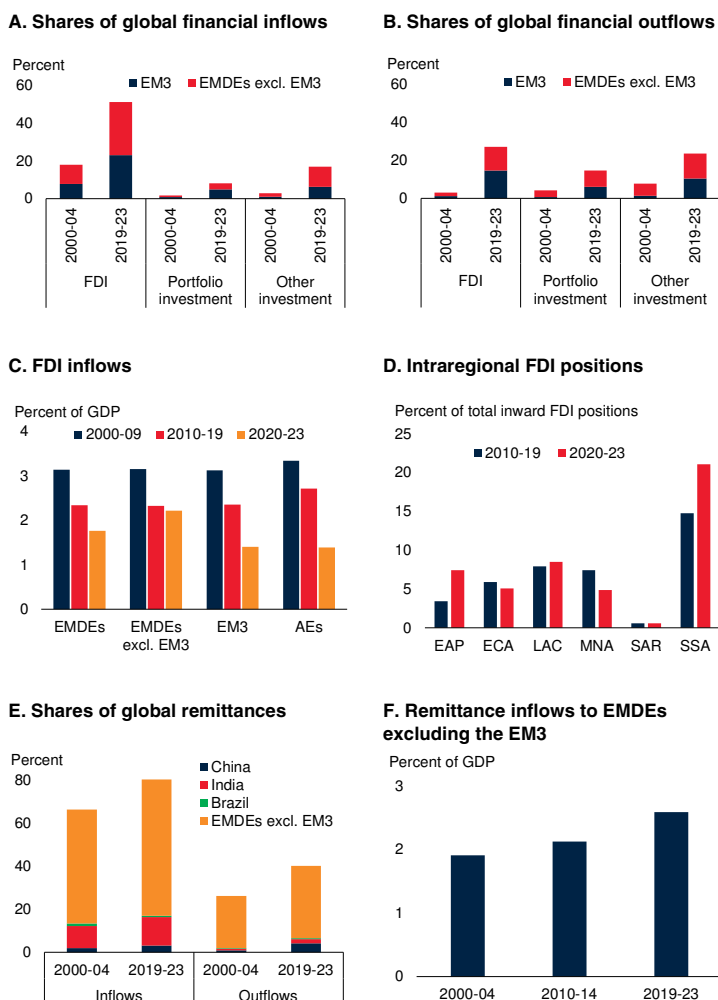 A. Shares of global financial inflows
Percent
EM3 EMDEs excl. EM3
60
40
20
0
2000-04 2019-23 2000-04 2019-23 2000-04 2019-23
FDI Portfolio investment Other investment
B. Shares of global financial outflows
Percent
EM3 EMDEs excl. EM3
60
40
20
0
2000-04 2019-23 2000-04 2019-23 2000-04 2019-23
FDI Portfolio investment Other investment
C. FDI inflows
Percent of GDP
2000-09 2010-19 2020-23
4
3
2
1
0
EMDEs EMDEs excl. EM3 EM3 AEs
D. Intraregional FDI positions
Percent of total inward FDI positions
2010-19 2020-23
25
20
15
10
5
0
EAP ECA LAC MNA SAR SSA
E. Shares of global remittances
Percent
China
India
Brazil
EMDEs excl. EM3
80
60
40
20
0
2000-04 2019-23 2000-04 2019-23
Inflows Outflows
F. Remittance inflows to EMDEs
excluding the EM3
Percent of GDP
3
2
1
0
2000-04 2010-14 2019-23